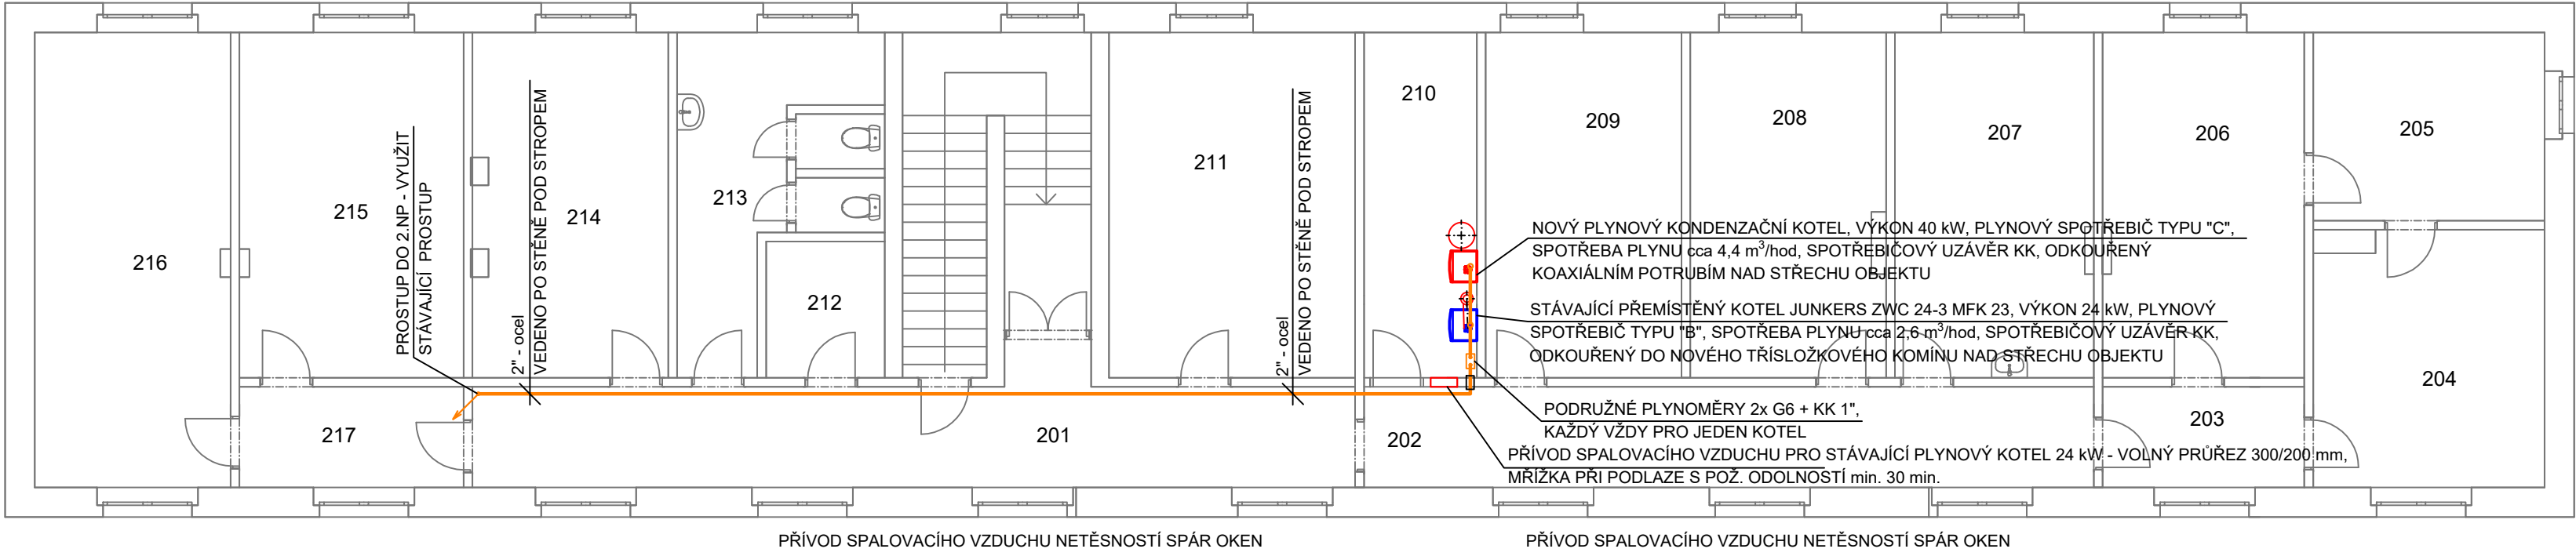 216
215
PROSTUP DO 2.NP - VYUŽIT
STÁVAJÍCÍ PROSTUP
214
2" - ocel
VEDENO PO STĚNĚ POD STROPEM
213
212
217
201
211
2" - ocel
VEDENO PO STĚNĚ POD STROPEM
210
209
208
207
206
205
204
203
202
NOVÝ PLYNOVÝ KONDENZAČNÍ KOTEL, VÝKON 40 kW, PLYNOVÝ SPOTŘEBIČ TYPU "C",
SPOTŘEBA PLYNU cca 4,4 m³/hod, SPOTŘEBIČOVÝ UZÁVĚR KK, ODKOUŘENÝ
KOAXIÁLNÍM POTRUBÍM NAD STŘECHU OBJEKTU
STÁVAJÍCÍ PŘEMÍSTĚNÝ KOTEL JUNKERS ZWC 24-3 MFK 23, VÝKON 24 kW, PLYNOVÝ
SPOTŘEBIČ TYPU "B", SPOTŘEBA PLYNU cca 2,6 m³/hod, SPOTŘEBIČOVÝ UZÁVĚR KK,
ODKOUŘENÝ DO NOVÉHO TŘÍSLOŽKOVÉHO KOMÍNU NAD STŘECHU OBJEKTU
PODRUŽNÉ PLYNOMĚRY 2x G6 + KK 1",
KAŽDÝ VŽDY PRO JEDEN KOTEL
PŘÍVOD SPALOVACÍHO VZDUCHU PRO STÁVAJÍCÍ PLYNOVÝ KOTEL 24 kW - VOLNÝ PRŮŘEZ 300/200 mm,
MŘÍŽKA PŘI PODLAZE S POŽ. ODOLNOSTÍ min. 30 min.
PŘÍVOD SPALOVACÍHO VZDUCHU NETĚSNOSTÍ SPÁR OKEN
PŘÍVOD SPALOVACÍHO VZDUCHU NETĚSNOSTÍ SPÁR OKEN